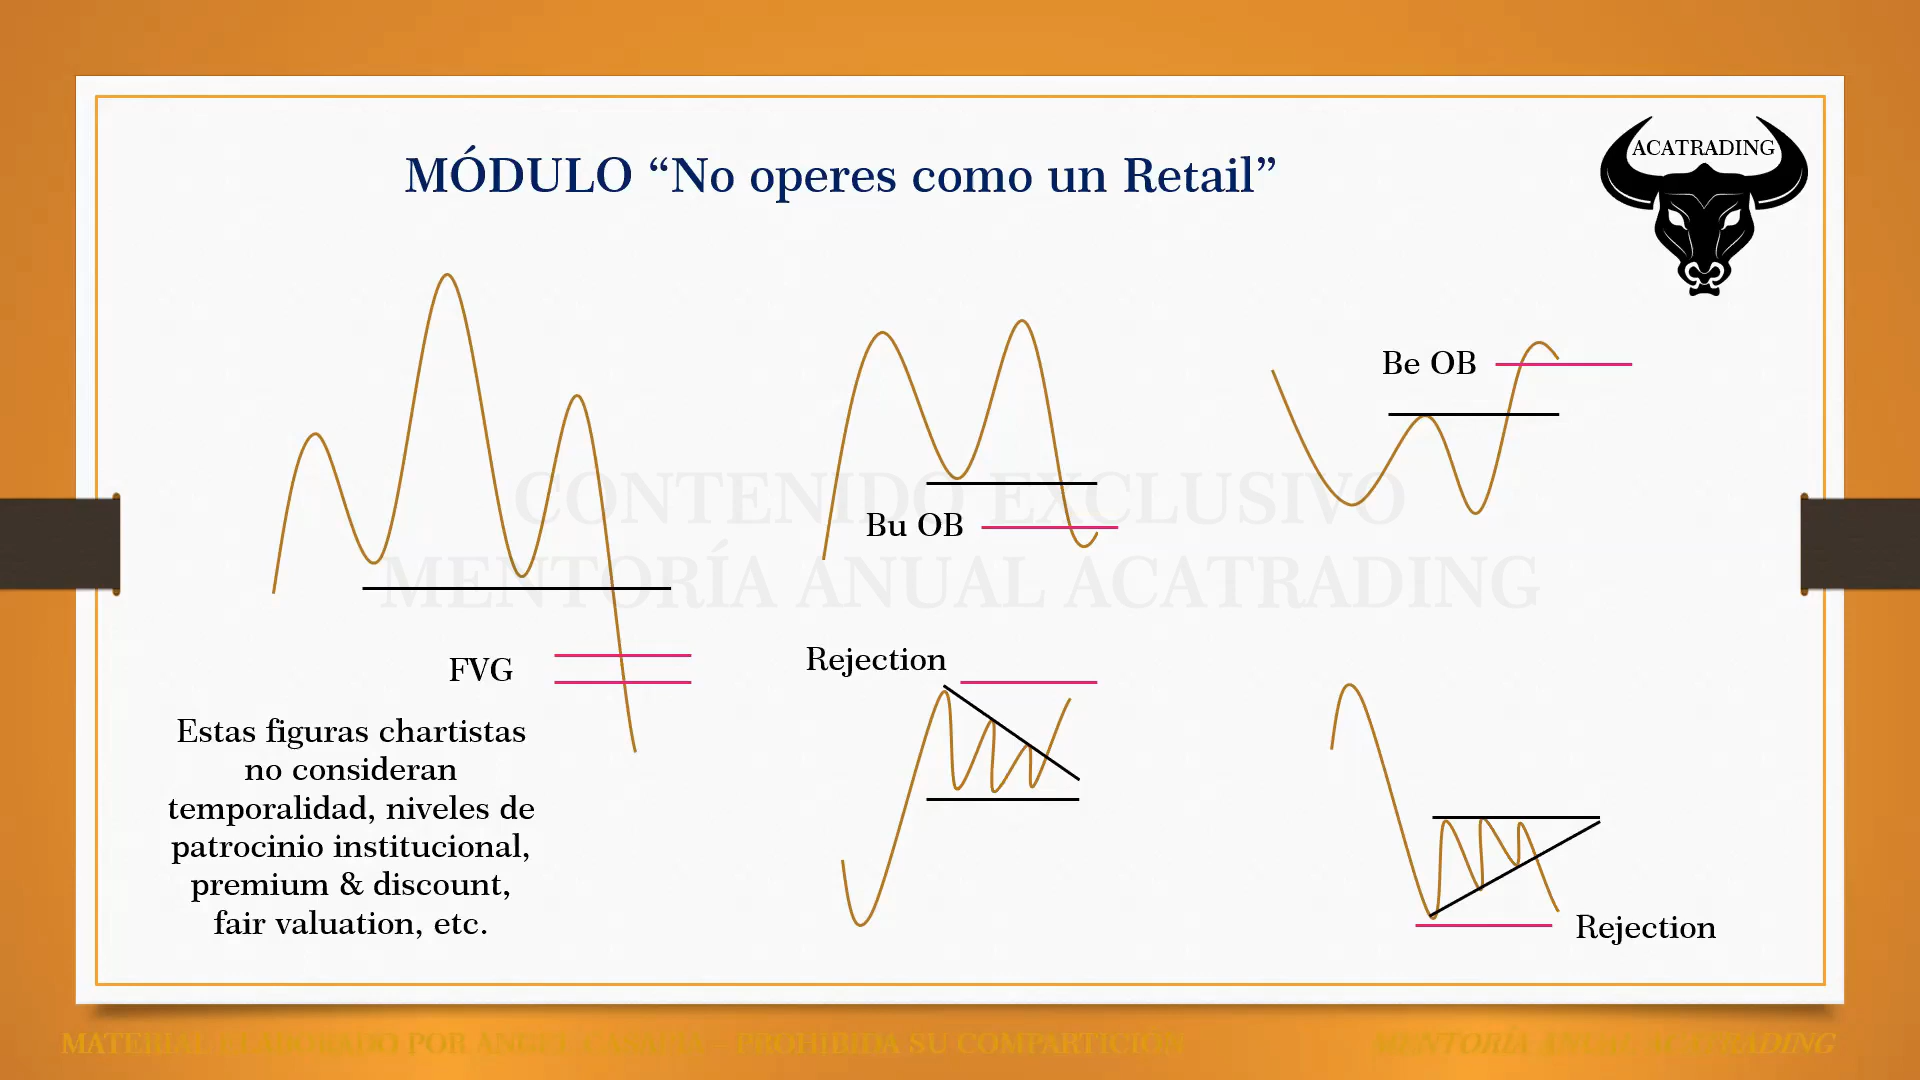 ACATRADING
MÓDULO “No operes como un Retail”
Be OB
CONTENIDO EXCLUSIVO
Bu OB
MENTORÍA ANUAL ACATRADING
FVG
Rejection
Estas figuras chartistas
no consideran
temporalidad, niveles de
patrocinio institucional,
premium & discount,
fair valuation, etc.
Rejection
MATERIAL ELABORADO POR ÁNGEL - PROHIBIDA SU COMPARTICIÓN
MENTORÍA ANUAL ACATRADING